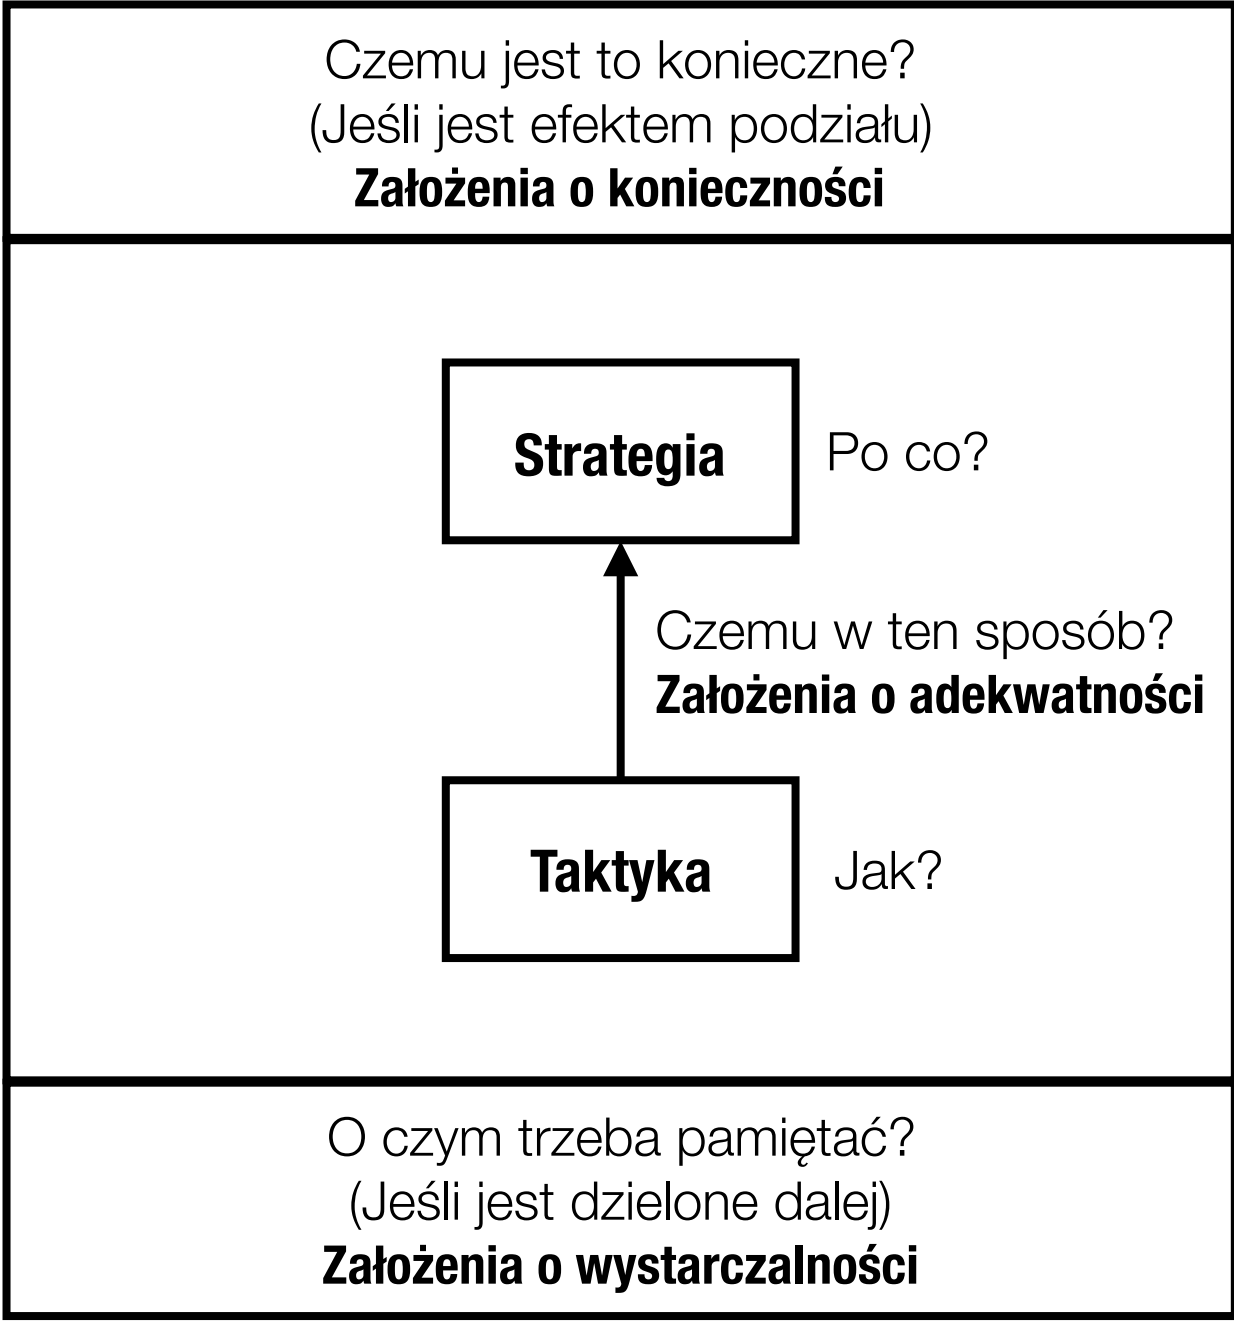 Czemu jest to konieczne?
(Jeśli jest efektem podziału)
Założenia o konieczności
Strategia
Po co?
Czemu w ten sposób?
Założenia o adekwatności
Taktyka
Jak?
O czym trzeba pamiętać?
(Jeśli jest dzielone dalej)
Założenia o wystarczalności